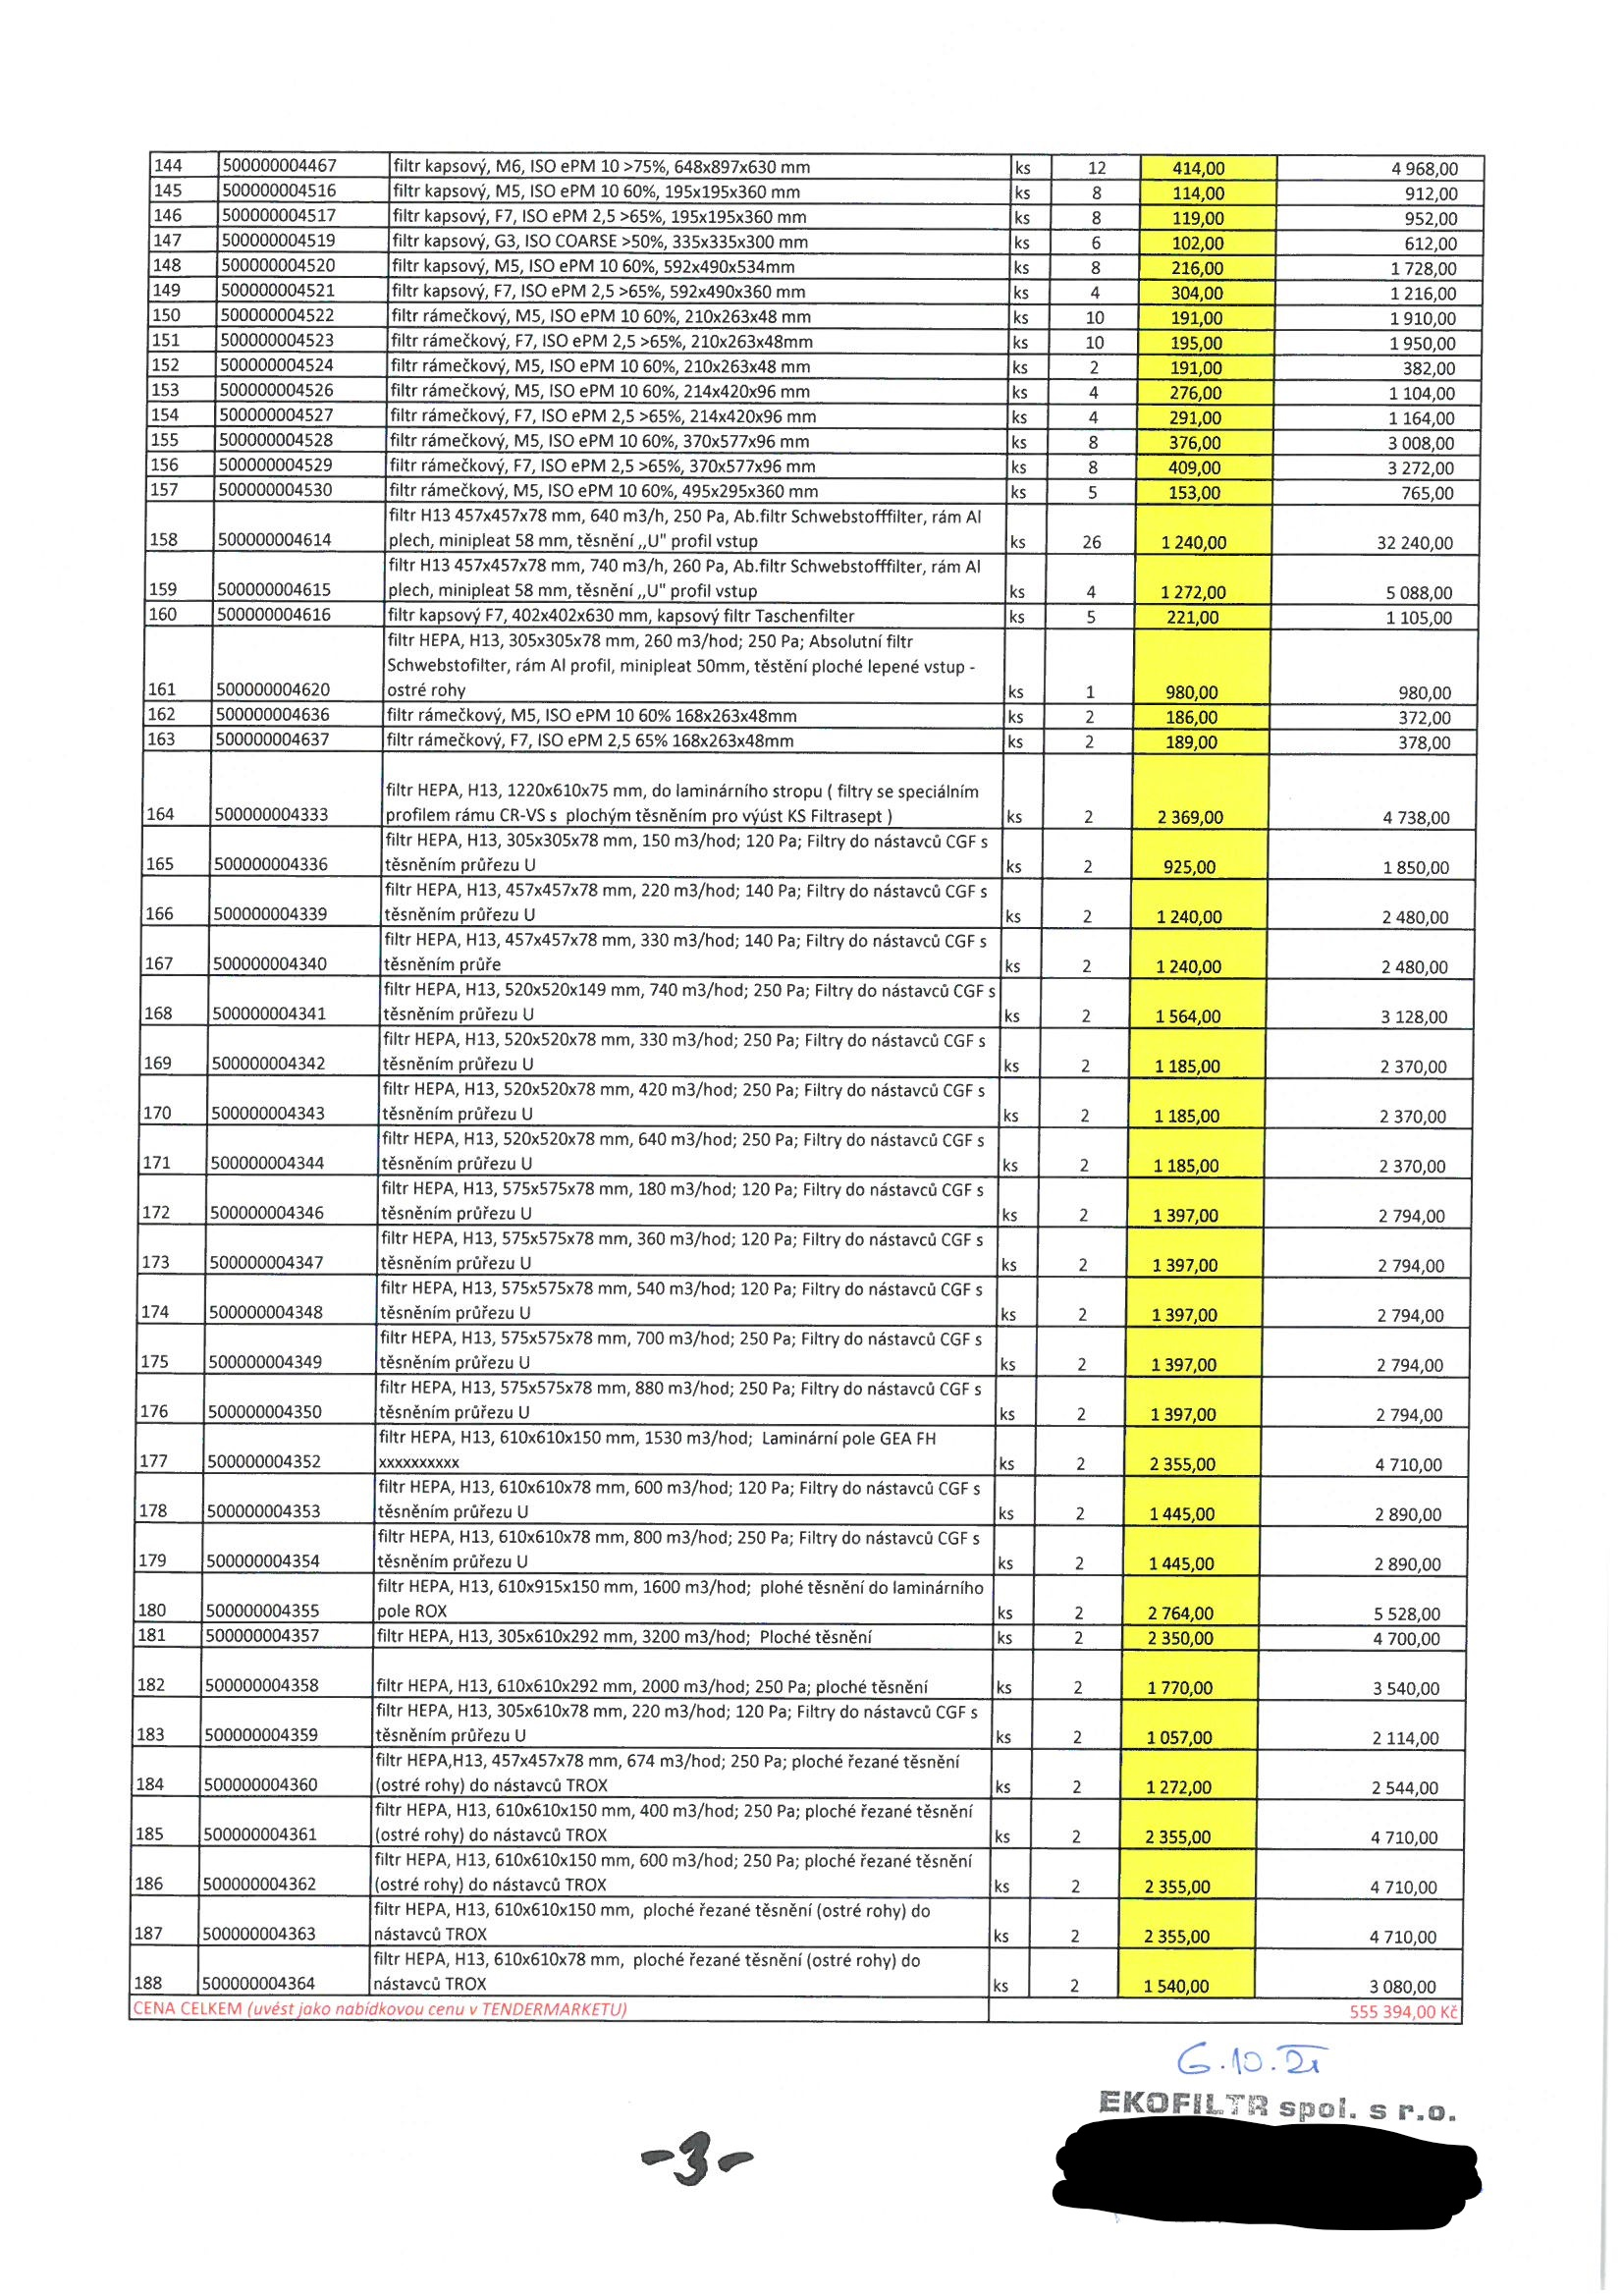 144 500000004467 filtr kapsový, M6, ISO ePM 10 >75%, 648x897x630 mm ks 12 414,00 4 968,00
145 500000004516 filtr kapsový, M5, ISO ePM 10 60%, 195x195x360 mm ks 8 114,00 912,00
146 500000004517 filtr kapsový, F7, ISO ePM 2,5 >65%, 195x195x360 mm ks 8 119,00 952,00
147 500000004519 filtr kapsový, G3, ISO COARSE >50%, 335x335x300 mm ks 6 102,00 612,00
148 500000004520 filtr kapsový, M5, ISO ePM 10 60%, 592x490x534mm ks 8 216,00 1 728,00
149 500000004521 filtr kapsový, F7, ISO ePM 2,5 >65%, 592x490x360 mm ks 4 304,00 1 216,00
150 500000004522 filtr rámečkový, M5, ISO ePM 10 60%, 210x263x48 mm ks 10 191,00 1 910,00
151 500000004523 filtr rámečkový, F7, ISO ePM 2,5 >65%, 210x263x48mm ks 10 195,00 1 950,00
152 500000004524 filtr rámečkový, M5, ISO ePM 10 60%, 210x263x48 mm ks 2 191,00 382,00
153 500000004526 filtr rámečkový, M5, ISO ePM 10 60%, 214x420x96 mm ks 4 276,00 1 104,00
154 500000004527 filtr rámečkový, F7, ISO ePM 2,5 >65%, 214x420x96 mm ks 4 291,00 1 164,00
155 500000004528 filtr rámečkový, M5, ISO ePM 10 60%, 370x577x96 mm ks 8 376,00 3 008,00
156 500000004529 filtr rámečkový, F7, ISO ePM 2,5 >65%, 370x577x96 mm ks 8 409,00 3 272,00
157 500000004530 filtr rámečkový, M5, ISO ePM 10 60%, 495x295x360 mm ks 5 153,00 765,00
filtr H13 457x457x78 mm, 640 m3/h, 250 Pa, Ab.filtr Schwebstofffilter, rám Al
158 500000004614 plech, minipleat 58 mm, těsnění ,,U" profil vstup ks 26 1 240,00 32 240,00
filtr H13 457x457x78 mm, 740 m3/h, 260 Pa, Ab.filtr Schwebstofffilter, rám Al
159 500000004615 plech, minipleat 58 mm, těsnění ,,U" profil vstup ks 4 1 272,00 5 088,00
160 500000004616 filtr kapsový F7, 402x402x630 mm, kapsový filtr Taschenfilter ks 5 221,00 1 105,00
filtr HEPA, H13, 305x305x78 mm, 260 m3/hod; 250 Pa; Absolutní filtr
Schwebstofilter, rám Al profil, minipleat 50mm, těstění ploché lepené vstup -
161 500000004620 ostré rohy ks 1 980,00 980,00
162 500000004636 filtr rámečkový, M5, ISO ePM 10 60% 168x263x48mm ks 2 186,00 372,00
163 500000004637 filtr rámečkový, F7, ISO ePM 2,5 65% 168x263x48mm ks 2 189,00 378,00
filtr HEPA, H13, 1220x610x75 mm, do laminárního stropu ( filtry se speciálním
164 500000004333 profilem rámu CR-VS s plochým těsněním pro výúst KS Filtrasept ) ks 2 2 369,00 4 738,00
filtr HEPA, H13, 305x305x78 mm, 150 m3/hod; 120 Pa; Filtry do nástavců CGF s
165 500000004336 těsněním průřezu U ks 2 925,00 1 850,00
filtr HEPA, H13, 457x457x78 mm, 220 m3/hod; 140 Pa; Filtry do nástavců CGF s
166 500000004339 těsněním průřezu U ks 2 1 240,00 2 480,00
filtr HEPA, H13, 457x457x78 mm, 330 m3/hod; 140 Pa; Filtry do nástavců CGF s
167 500000004340 těsněním průře ks 2 1 240,00 2 480,00
filtr HEPA, H13, 520x520x149 mm, 740 m3/hod; 250 Pa; Filtry do nástavců CGF s
168 500000004341 těsněním průřezu U ks 2 1 564,00 3 128,00
filtr HEPA, H13, 520x520x78 mm, 330 m3/hod; 250 Pa; Filtry do nástavců CGF s
169 500000004342 těsněním průřezu U ks 2 1 185,00 2 370,00
filtr HEPA, H13, 520x520x78 mm, 420 m3/hod; 250 Pa; Filtry do nástavců CGF s
170 500000004343 těsněním průřezu U ks 2 1 185,00 2 370,00
filtr HEPA, H13, 520x520x78 mm, 640 m3/hod; 250 Pa; Filtry do nástavců CGF s
171 500000004344 těsněním průřezu U ks 2 1 185,00 2 370,00
filtr HEPA, H13, 575x575x78 mm, 180 m3/hod; 120 Pa; Filtry do nástavců CGF s
172 500000004346 těsněním průřezu U ks 2 1 397,00 2 794,00
filtr HEPA, H13, 575x575x78 mm, 360 m3/hod; 120 Pa; Filtry do nástavců CGF s
173 500000004347 těsněním průřezu U ks 2 1 397,00 2 794,00
filtr HEPA, H13, 575x575x78 mm, 540 m3/hod; 120 Pa; Filtry do nástavců CGF s
174 500000004348 těsněním průřezu U ks 2 1 397,00 2 794,00
filtr HEPA, H13, 575x575x78 mm, 700 m3/hod; 250 Pa; Filtry do nástavců CGF s
175 500000004349 těsněním průřezu U ks 2 1 397,00 2 794,00
filtr HEPA, H13, 575x575x78 mm, 880 m3/hod; 250 Pa; Filtry do nástavců CGF s
176 500000004350 těsněním průřezu U ks 2 1 397,00 2 794,00
filtr HEPA, H13, 610x610x150 mm, 1530 m3/hod; Laminární pole GEA FH
177 500000004352 xxxxxxxxxx ks 2 2 355,00 4 710,00
filtr HEPA, H13, 610x610x78 mm, 600 m3/hod; 120 Pa; Filtry do nástavců CGF s
178 500000004353 těsněním průřezu U ks 2 1 445,00 2 890,00
filtr HEPA, H13, 610x610x78 mm, 800 m3/hod; 250 Pa; Filtry do nástavců CGF s
179 500000004354 těsněním průřezu U ks 2 1 445,00 2 890,00
filtr HEPA, H13, 610x915x150 mm, 1600 m3/hod; plohé těsnění do laminárního
180 500000004355 pole ROX ks 2 2 764,00 5 528,00
181 500000004357 filtr HEPA, H13, 305x610x292 mm, 3200 m3/hod; Ploché těsnění ks 2 2 350,00 4 700,00
182 500000004358 filtr HEPA, H13, 610x610x292 mm, 2000 m3/hod; 250 Pa; ploché těsnění ks 2 1 770,00 3 540,00
filtr HEPA, H13, 305x610x78 mm, 220 m3/hod; 120 Pa; Filtry do nástavců CGF s
183 500000004359 těsněním průřezu U ks 2 1 057,00 2 114,00
filtr HEPA,H13, 457x457x78 mm, 674 m3/hod; 250 Pa; ploché řezané těsnění
184 500000004360 (ostré rohy) do nástavců TROX ks 2 1 272,00 2 544,00
filtr HEPA, H13, 610x610x150 mm, 400 m3/hod; 250 Pa; ploché řezané těsnění
185 500000004361 (ostré rohy) do nástavců TROX ks 2 2 355,00 4 710,00
filtr HEPA, H13, 610x610x150 mm, 600 m3/hod; 250 Pa; ploché řezané těsnění
186 500000004362 (ostré rohy) do nástavců TROX ks 2 2 355,00 4 710,00
filtr HEPA, H13, 610x610x150 mm, ploché řezané těsnění (ostré rohy) do
187 500000004363 nástavců TROX ks 2 2 355,00 4 710,00
filtr HEPA, H13, 610x610x78 mm, ploché řezané těsnění (ostré rohy) do
188 500000004364 nástavců TROX ks 2 1 540,00 3 080,00
CENA CELKEM (uvést jako nabídkovou cenu v TENDERMARKETU) 555 394,00 Kč
6.10.21
EKOFILTR spol. s r.o.
-3-